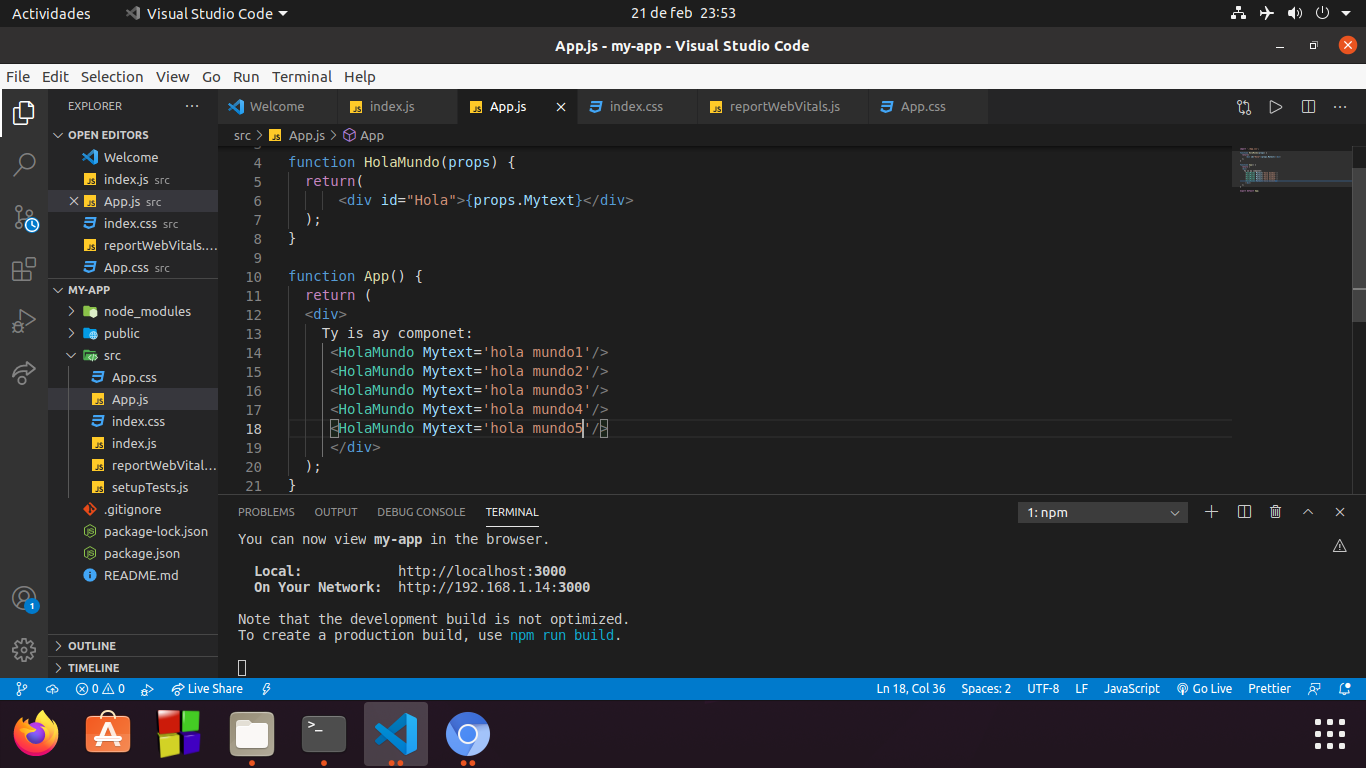 Actividades Visual Studio Code 21 de feb 23:53
App.js - my-app - Visual Studio Code
File Edit Selection View Go Run Terminal Help
EXPLORER
OPEN EDITORS
Welcome
index.js src
App.js src
index.css src
reportWebVitals....
App.css src
MY-APP
node_modules
public
src
App.css
App.js
index.css
index.js
reportWebVital...
setupTests.js
.gitignore
package-lock.json
package.json
README.md
OUTLINE
TIMELINE
1
Welcome index.js App.js index.css reportWebVitals.js App.css
src > App.js > App
4 function HolaMundo(props) {
5 return(
6 <div id="Hola">{props.Mytext}</div>
7 );
8 }
9
10 function App() {
11 return (
12 <div>
13 Ty is ay componet:
14 <HolaMundo Mytext='hola mundo1'/>
15 <HolaMundo Mytext='hola mundo2'/>
16 <HolaMundo Mytext='hola mundo3'/>
17 <HolaMundo Mytext='hola mundo4'/>
18 <HolaMundo Mytext='hola mundo5'/>
19 </div>
20 );
21 }
PROBLEMS OUTPUT DEBUG CONSOLE TERMINAL 1: npm
You can now view my-app in the browser.
Local: http://localhost:3000
On Your Network: http://192.168.1.14:3000
Note that the development build is not optimized.
To create a production build, use npm run build.
0 0 Live Share Ln 18, Col 36 Spaces: 2 UTF-8 LF JavaScript Go Live Prettier